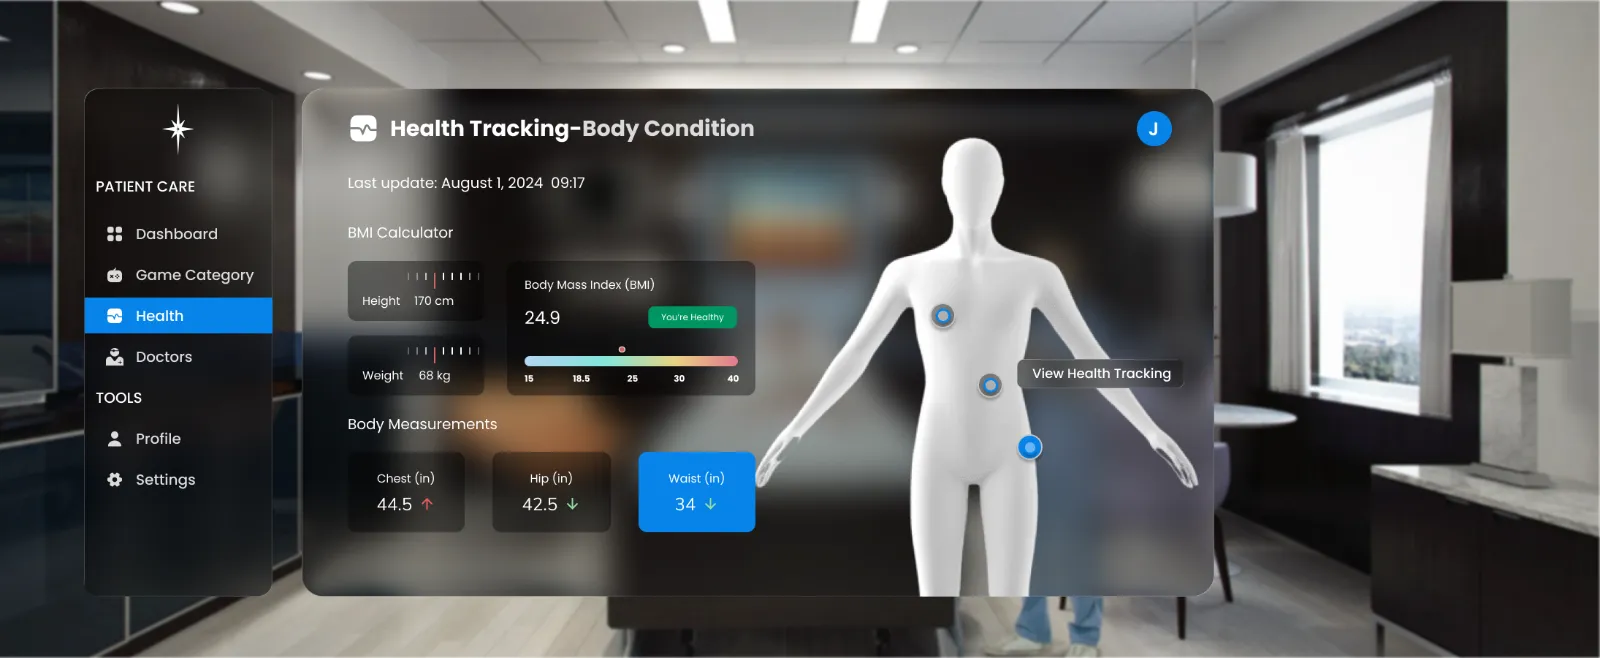 PATIENT CARE
Dashboard
Game Category
Health
Doctors
TOOLS
Profile
Settings
Health Tracking-Body Condition
J
Last update: August 1, 2024 09:17
BMI Calculator
Height 170 cm
Weight 68 kg
Body Mass Index (BMI)
24.9
You're Healthy
15 18.5 25 30 40
Body Measurements
Chest (in)
44.5
Hip (in)
42.5
Waist (in)
34
View Health Tracking